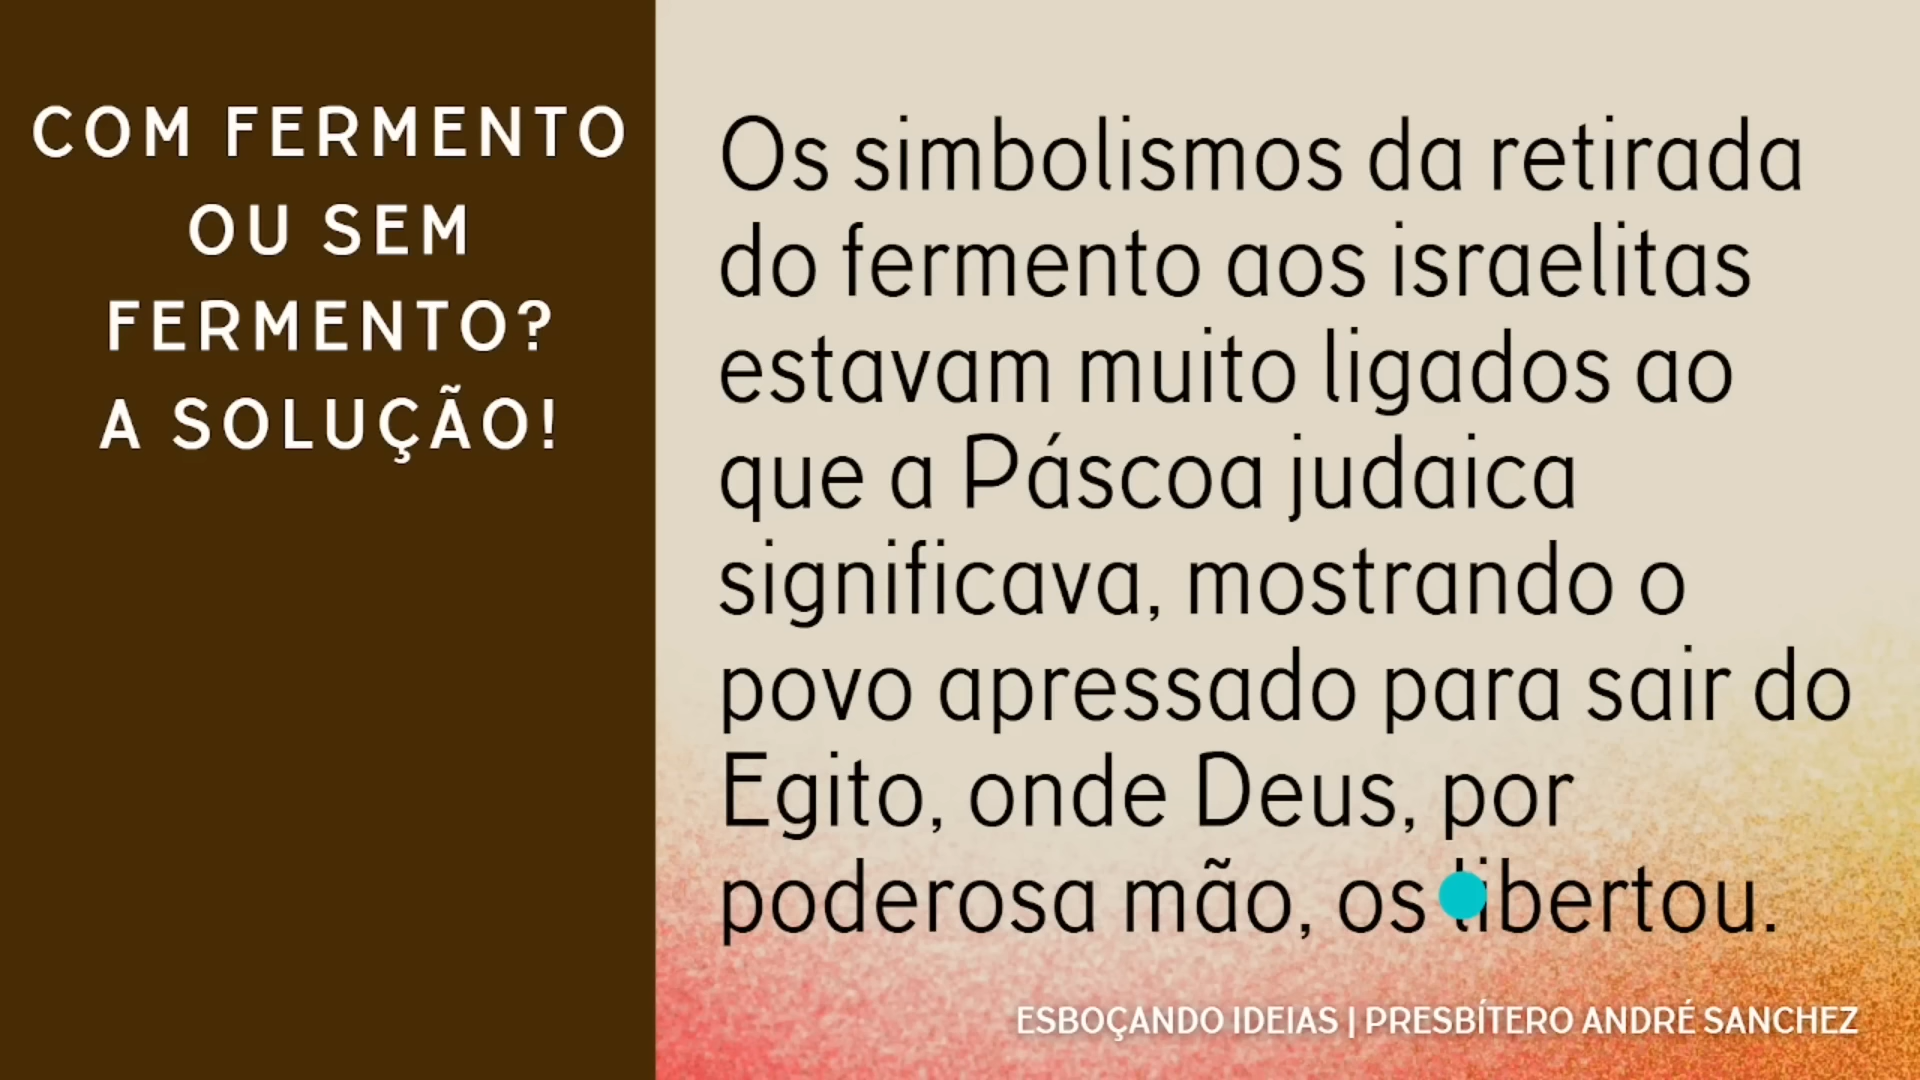 COM FERMENTO
OU SEM
FERMENTO?
A SOLUÇÃO!
Os simbolismos da retirada
do fermento aos israelitas
estavam muito ligados ao
que a Páscoa judaica
significava, mostrando o
povo apressado para sair do
Egito, onde Deus, por
poderosa mão, os libertou.
ESBOÇANDO IDEIAS | PRESBÍTERO ANDRÉ SANCHEZ